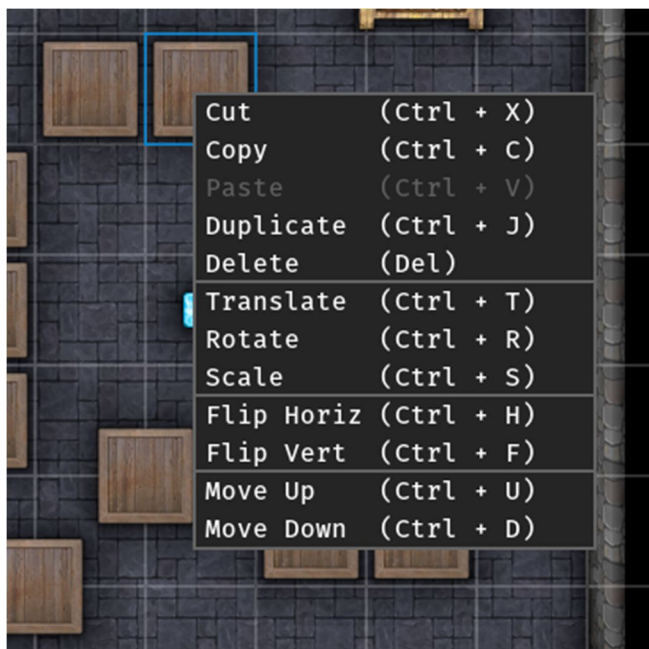 Cut (Ctrl + X)
Copy (Ctrl + C)
Paste (Ctrl + V)
Duplicate (Ctrl + J)
Delete (Del)
Translate (Ctrl + T)
Rotate (Ctrl + R)
Scale (Ctrl + S)
Flip Horiz (Ctrl + H)
Flip Vert (Ctrl + F)
Move Up (Ctrl + U)
Move Down (Ctrl + D)